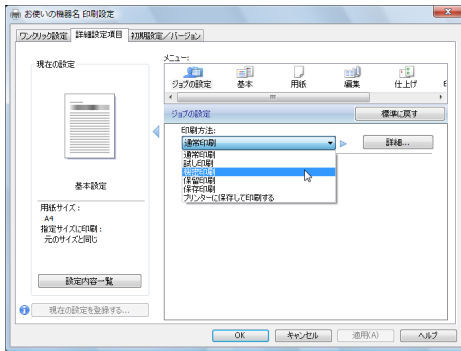 お使いの機器名 印刷設定
ワンクリック設定 詳細設定項目 初期設定／バージョン
現在の設定
基本設定
用紙サイズ：
A4
指定サイズに印刷：
元のサイズと同じ
設定内容一覧
現在の設定を登録する...
メニュー：
ジョブの設定 基本 用紙 編集 仕上げ
ジョブの設定 標準に戻す
印刷方法：
通常印刷 詳細...
通常印刷
試し印刷
機密印刷
保留印刷
保存印刷
プリンターに保存して印刷する
OK キャンセル 適用(A) ヘルプ